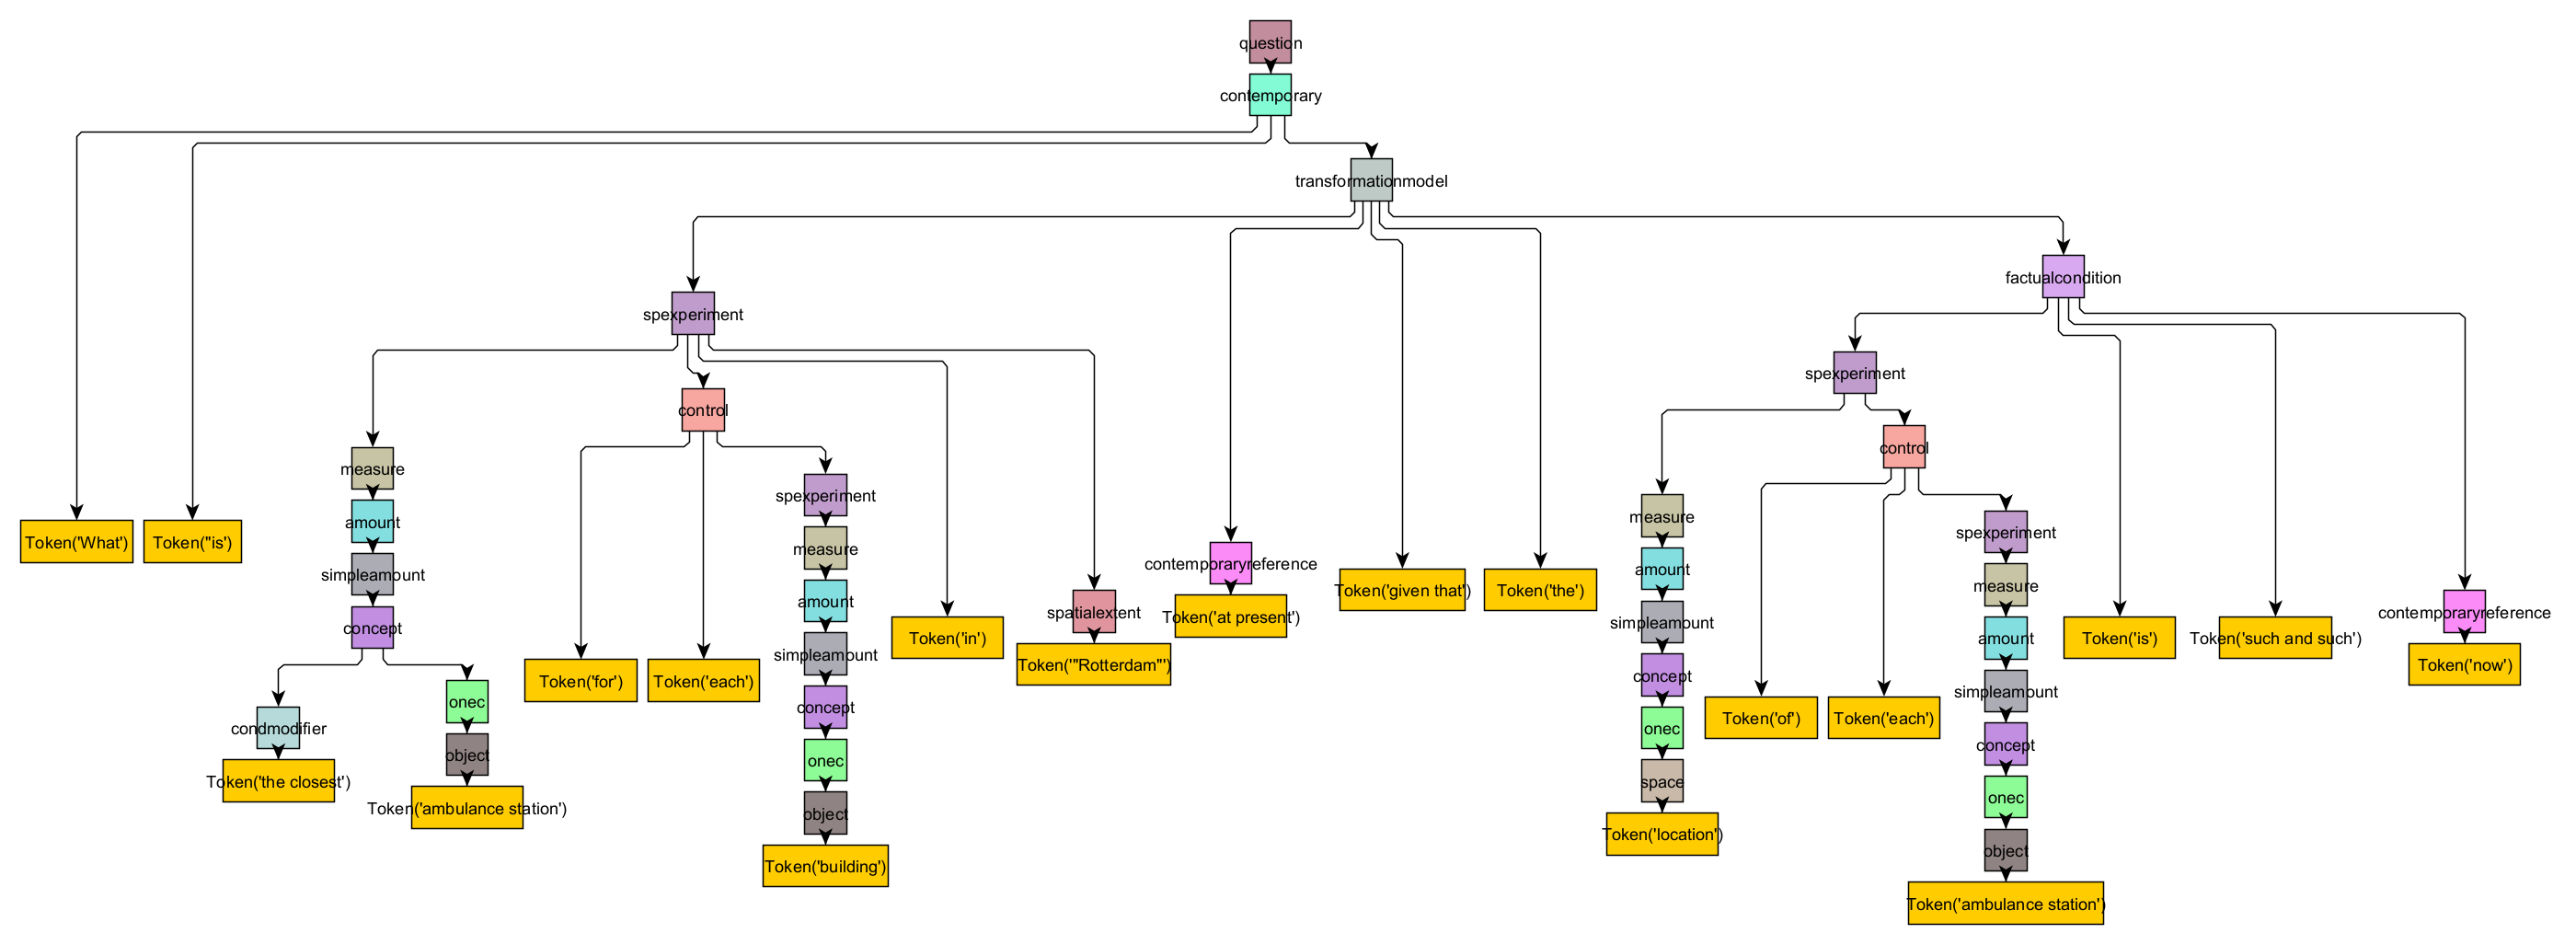 question
contemporary
transformationmodel
factualcondition
spexperiment
spexperiment
control
control
measure
spexperiment
measure
amount
spexperiment
measure
amount
simpleamount
concept
condmodifier
onec
object
Token('What')
Token("is')
Token('the closest')
Token('ambulance station')
Token('for')
Token('each')
amount
simpleamount
concept
onec
object
Token('building')
Token('in')
spatialextent
Token('"Rotterdam"')
contemporaryreference
Token('at present')
Token('given that')
Token('the')
simpleamount
concept
onec
space
Token('location')
Token('of')
Token('each')
measure
amount
simpleamount
concept
onec
object
Token('ambulance station')
Token('is')
Token('such and such')
contemporaryreference
Token('now')